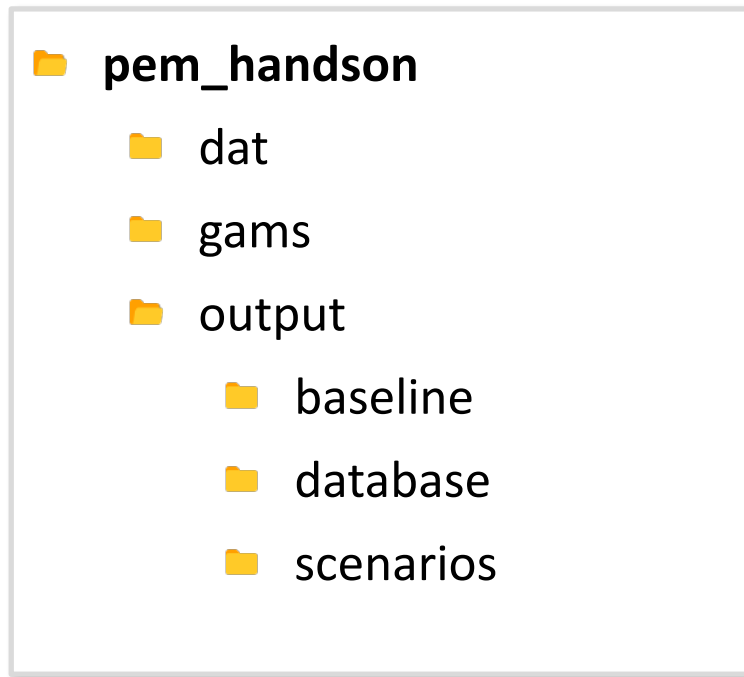 pem_handson
dat
gams
output
baseline
database
scenarios